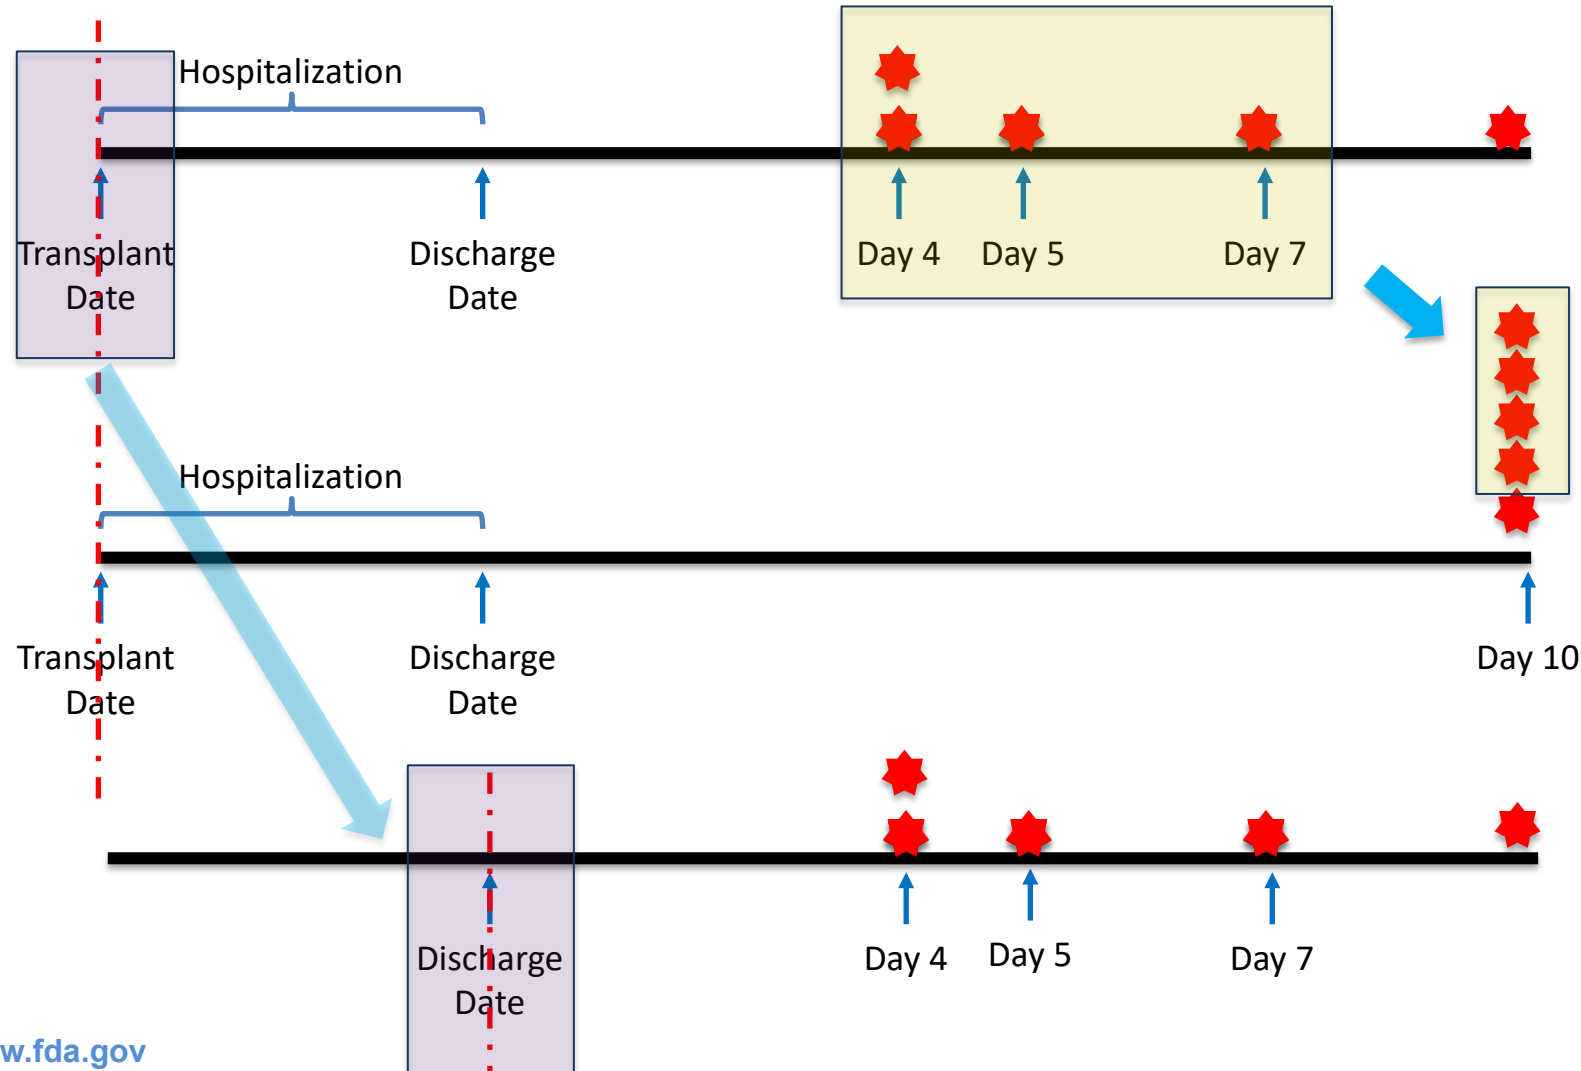 Hospitalization
Transplant
Date
Discharge
Date
Day 4
Day 5
Day 7
Hospitalization
Transplant
Date
Discharge
Date
Day 10
Discharge
Date
Day 4
Day 5
Day 7
w.fda.gov